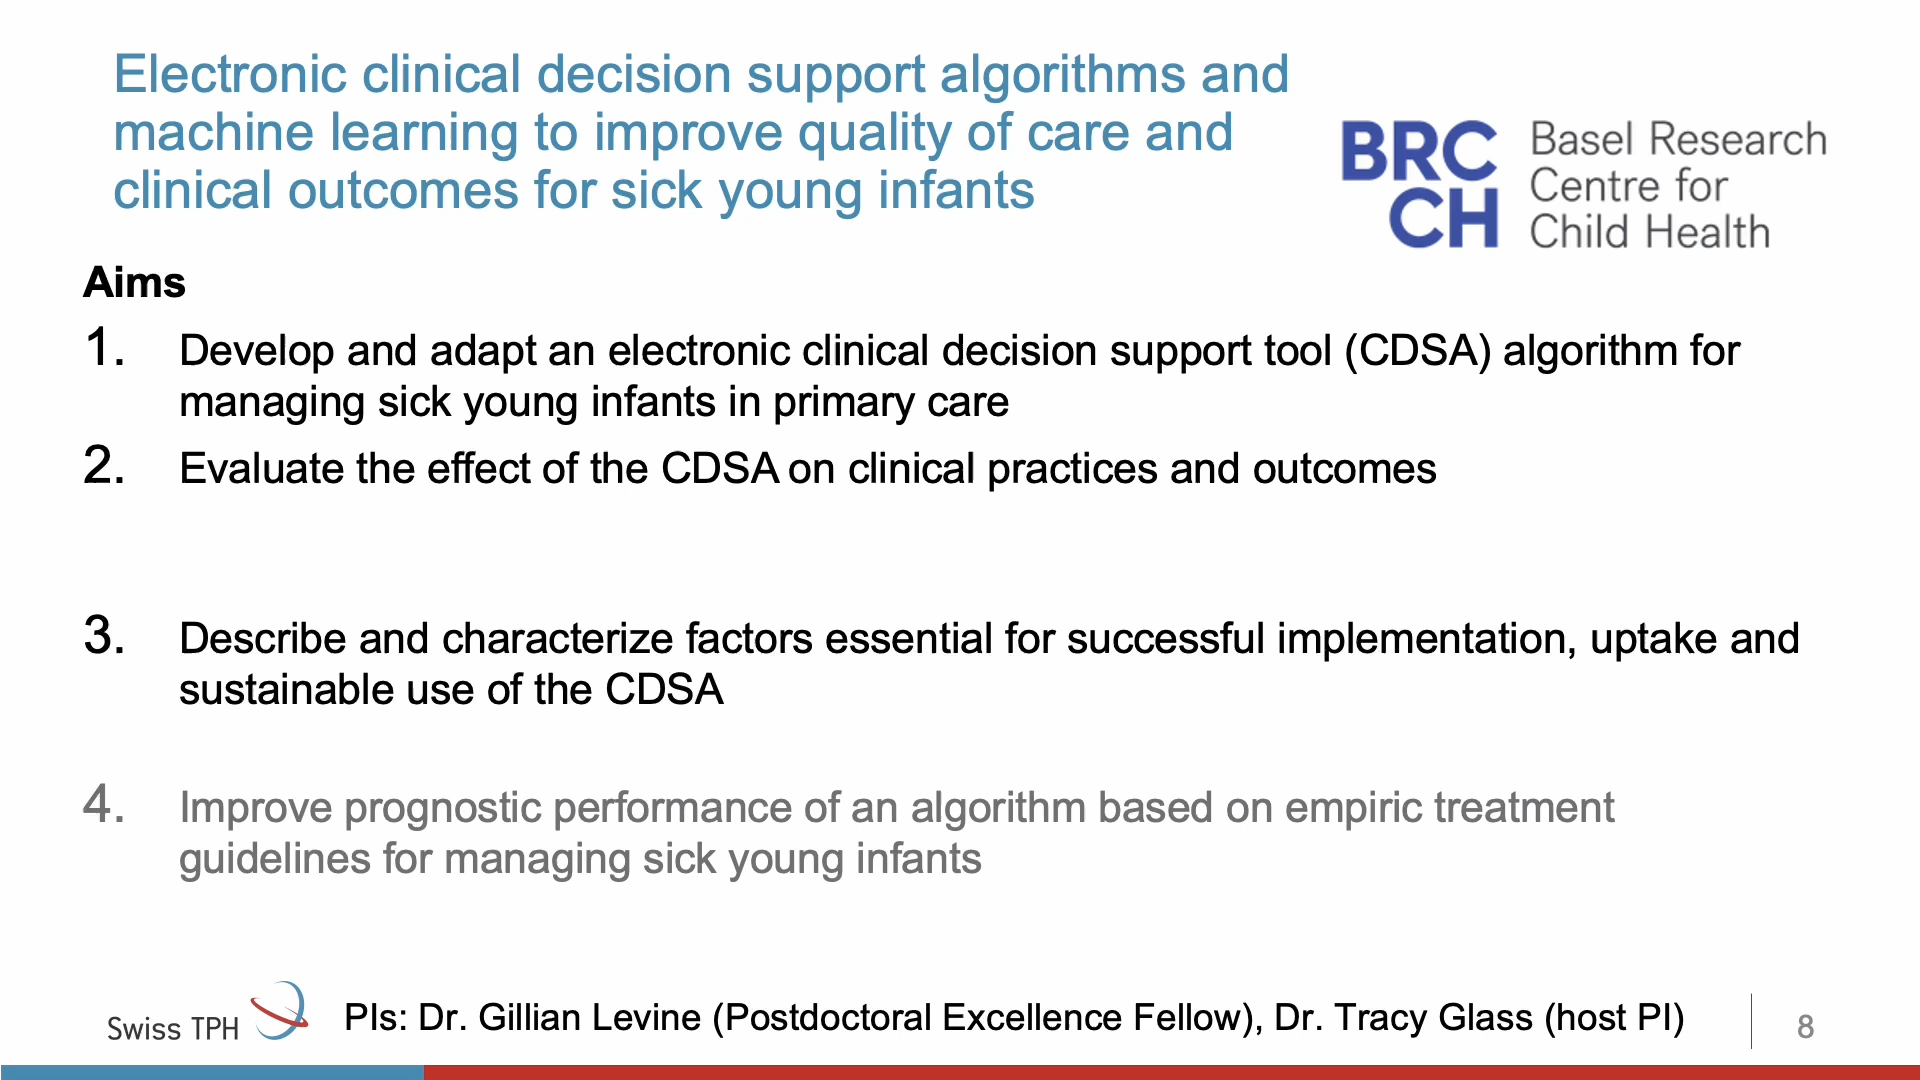 Electronic clinical decision support algorithms and
machine learning to improve quality of care and
clinical outcomes for sick young infants
BRC
CH
Basel Research
Centre for
Child Health
Aims
1. Develop and adapt an electronic clinical decision support tool (CDSA) algorithm for
managing sick young infants in primary care
2. Evaluate the effect of the CDSA on clinical practices and outcomes
3. Describe and characterize factors essential for successful implementation, uptake and
sustainable use of the CDSA
4. Improve prognostic performance of an algorithm based on empiric treatment
guidelines for managing sick young infants
Swiss TPH
PIs: Dr. Gillian Levine (Postdoctoral Excellence Fellow), Dr. Tracy Glass (host PI)
8